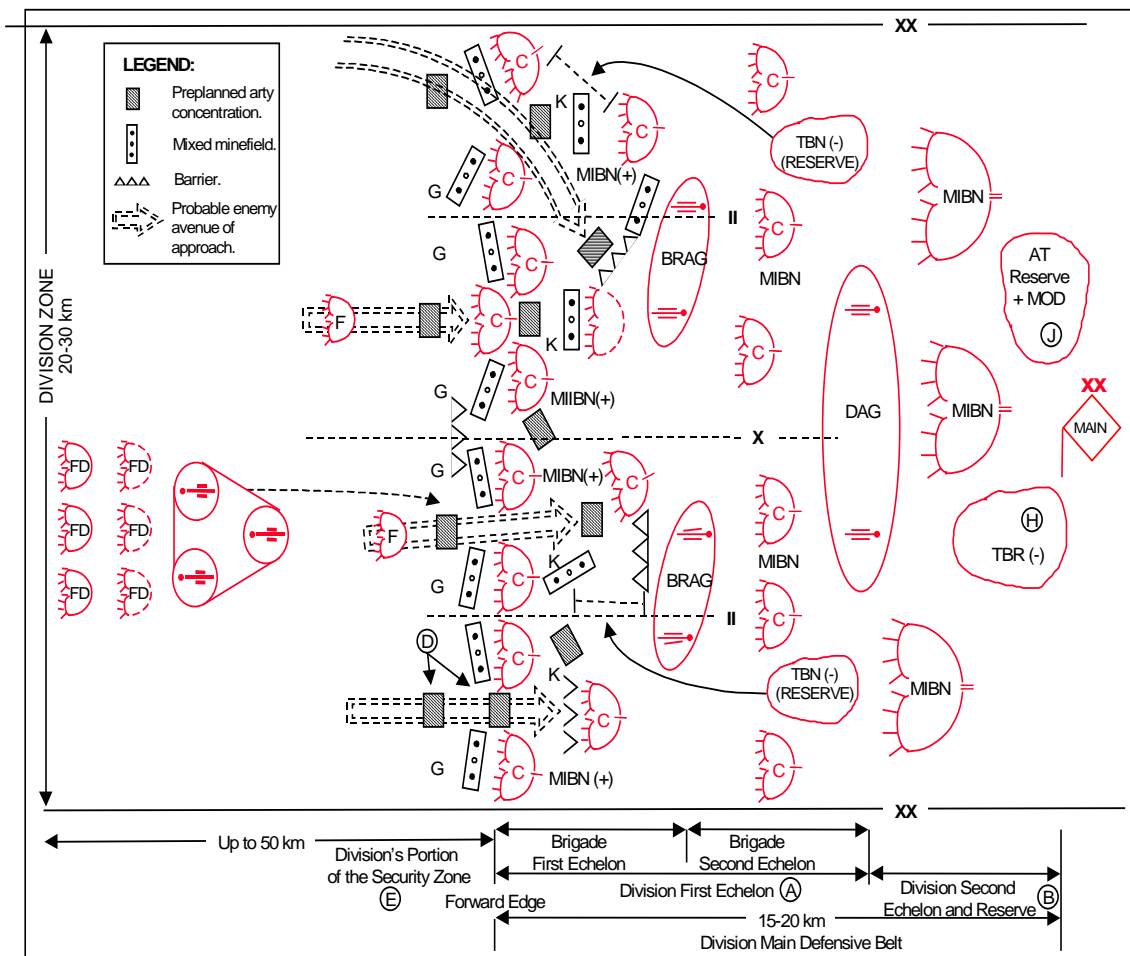 XX
LEGEND:
Preplanned arty
concentration.
Mixed minefield.
Barrier.
Probable enemy
avenue of
approach.
DIVISION ZONE
20-30 km
C
C
K
C
TBN (-)
(RESERVE)
C
MIBN(+)
MIBN
G
C
II
G
C
BRAG
C
MIBN
AT
Reserve
+ MOD
J
F
C
K
C
DAG
XX
MAIN
MIBN
G
C
MIIBN(+)
X
FD
FD
G
C
MIBN(+)
C
FD
FD
F
C
MIBN
H
TBR (-)
FD
FD
G
C
K
BRAG
C
II
D
C
K
TBN (-)
(RESERVE)
MIBN
C
G
C
MIBN (+)
C
XX
Up to 50 km
Brigade
First Echelon
Brigade
Second Echelon
Division's Portion
of the Security Zone
E
Forward Edge
Division First Echelon A
Division Second
Echelon and Reserve B
15-20 km
Division Main Defensive Belt